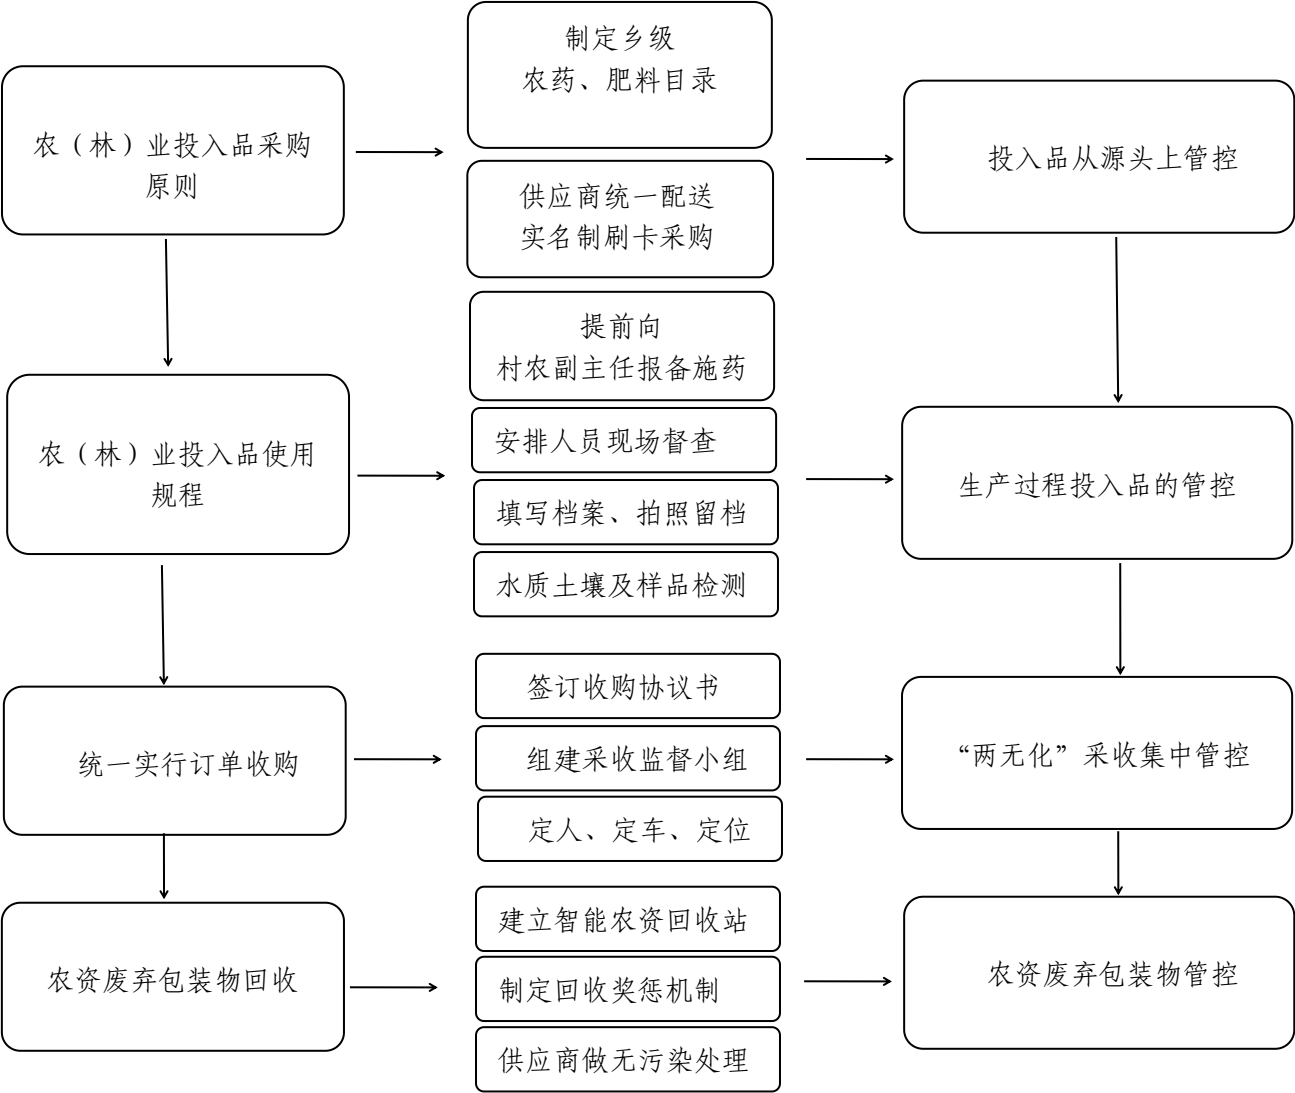 制定乡级
农药、肥料目录
农（林）业投入品采购
原则
供应商统一配送
实名制刷卡采购
投入品从源头上管控
提前向
村农副主任报备施药
农（林）业投入品使用
规程
安排人员现场督查
填写档案、拍照留档
水质土壤及样品检测
生产过程投入品的管控
签订收购协议书
统一实行订单收购
组建采收监督小组
定人、定车、定位
“两无化”采收集中管控
建立智能农资回收站
农资废弃包装物回收
制定回收奖惩机制
供应商做无污染处理
农资废弃包装物管控